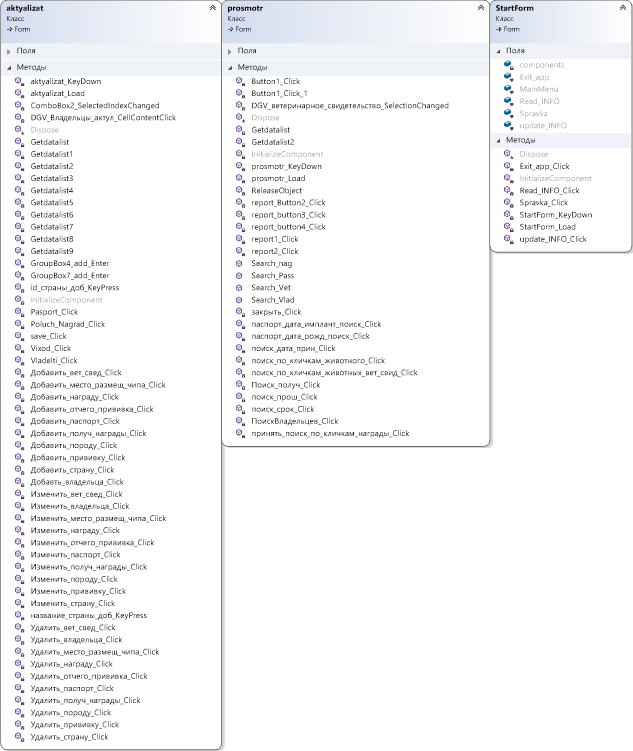 aktyalizat
Класс
Form
Поля
Методы
aktyalizat_KeyDown
aktyalizat_Load
ComboBox2_SelectedIndexChanged
DGV_Владельцы_актул_CellContentClick
Dispose
Getdatalist
Getdatalist1
Getdatalist2
Getdatalist3
Getdatalist4
Getdatalist5
Getdatalist6
Getdatalist7
Getdatalist8
Getdatalist9
GroupBox4_add_Enter
GroupBox7_add_Enter
id_страны_доб_KeyPress
InitializeComponent
Pasport_Click
Poluch_Nagrad_Click
save_Click
Vixod_Click
Vladelti_Click
Добавить_вет_свед_Click
Добавить_место_размещ_чипа_Click
Добавить_награду_Click
Добавить_отчего_прививка_Click
Добавить_паспорт_Click
Добавить_получ_награды_Click
Добавить_породу_Click
Добавить_прививку_Click
Добавить_страну_Click
Добавть_владельца_Click
Изменить_вет_свед_Click
Изменить_владельца_Click
Изменить_место_размещ_чипа_Click
Изменить_награду_Click
Изменить_отчего_прививка_Click
Изменить_паспорт_Click
Изменить_получ_награды_Click
Изменить_породу_Click
Изменить_прививку_Click
Изменить_страну_Click
название_страны_доб_KeyPress
Удалить_вет_свед_Click
Удалить_владельца_Click
Удалить_место_размещ_чипа_Click
Удалить_награду_Click
Удалить_отчего_прививка_Click
Удалить_паспорт_Click
Удалить_получ_награды_Click
Удалить_породу_Click
Удалить_прививку_Click
Удалить_страну_Click
prosmotr
Класс
Form
Поля
Методы
Button1_Click
Button1_Click_1
DGV_ветеринарное_свидетельство_SelectionChanged
Dispose
Getdatalist
Getdatalist2
InitializeComponent
prosmotr_KeyDown
prosmotr_Load
ReleaseObject
report_Button2_Click
report_button3_Click
report_button4_Click
report1_Click
report2_Click
Search_nag
Search_Pass
Search_Vet
Search_Vlad
закрыть_Click
паспорт_дата_имплант_поиск_Click
паспорт_дата_рожд_поиск_Click
поиск_дата_прин_Click
поиск_по_кличкам_животного_Click
поиск_по_кличкам_животных_вет_свид_Click
Поиск_получ_Click
поиск_прош_Click
поиск_срок_Click
ПоискВладельцев_Click
принять_поиск_по_кличкам_награды_Click
StartForm
Класс
Form
Поля
components
Exit_app
MainMenu
Read_INFO
Spravka
update_INFO
Методы
Dispose
Exit_app_Click
InitializeComponent
Read_INFO_Click
Spravka_Click
StartForm_KeyDown
StartForm_Load
update_INFO_Click